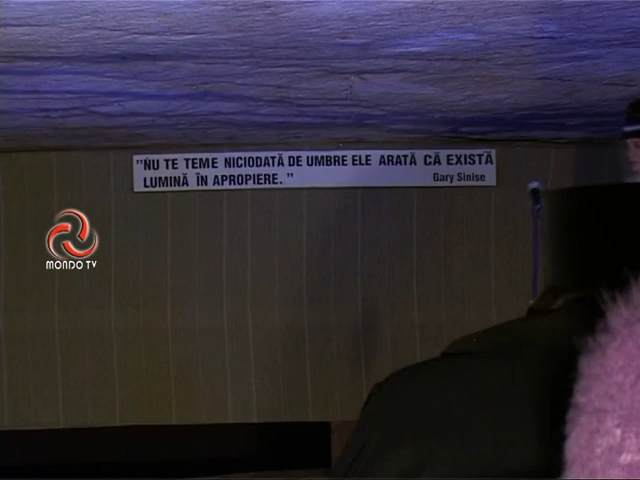 "NU TE TEME NICIODATĂ DE UMBRE ELE ARATĂ CĂ EXISTĂ
LUMINĂ ÎN APROPIERE."
Gary Sinise
MONDO TV